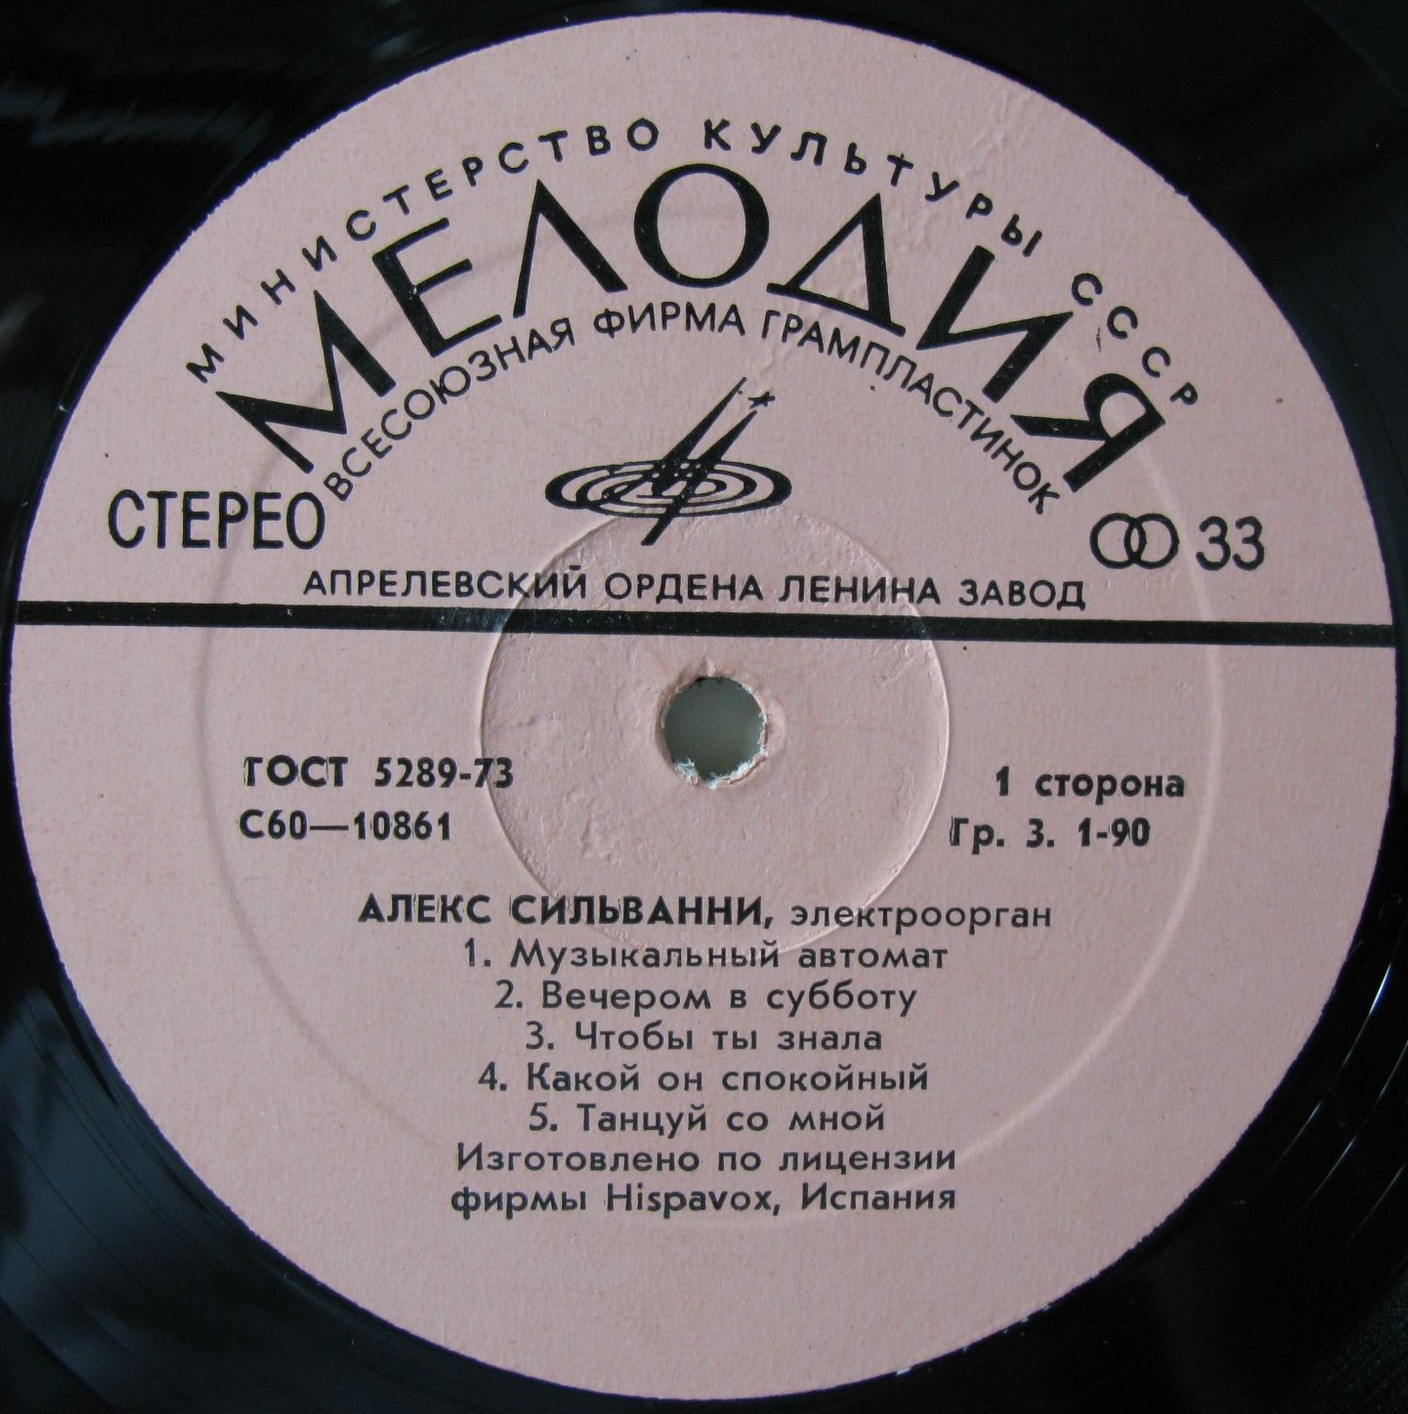 МИНИСТЕРСТВО КУЛЬТУРЫ СССР
МЕЛОДИЯ
ВСЕСОЮЗНАЯ ФИРМА ГРАМПЛАСТИНОК
СТЕРЕО
33
АПРЕЛЕВСКИЙ ОРДЕНА ЛЕНИНА ЗАВОД
ГОСТ 5289-73
1 сторона
С60—10861
Гр. 3. 1-90
АЛЕКС СИЛЬВАННИ, электроорган
1. Музыкальный автомат
2. Вечером в субботу
3. Чтобы ты знала
4. Какой он спокойный
5. Танцуй со мной
Изготовлено по лицензии
фирмы Hispavox, Испания